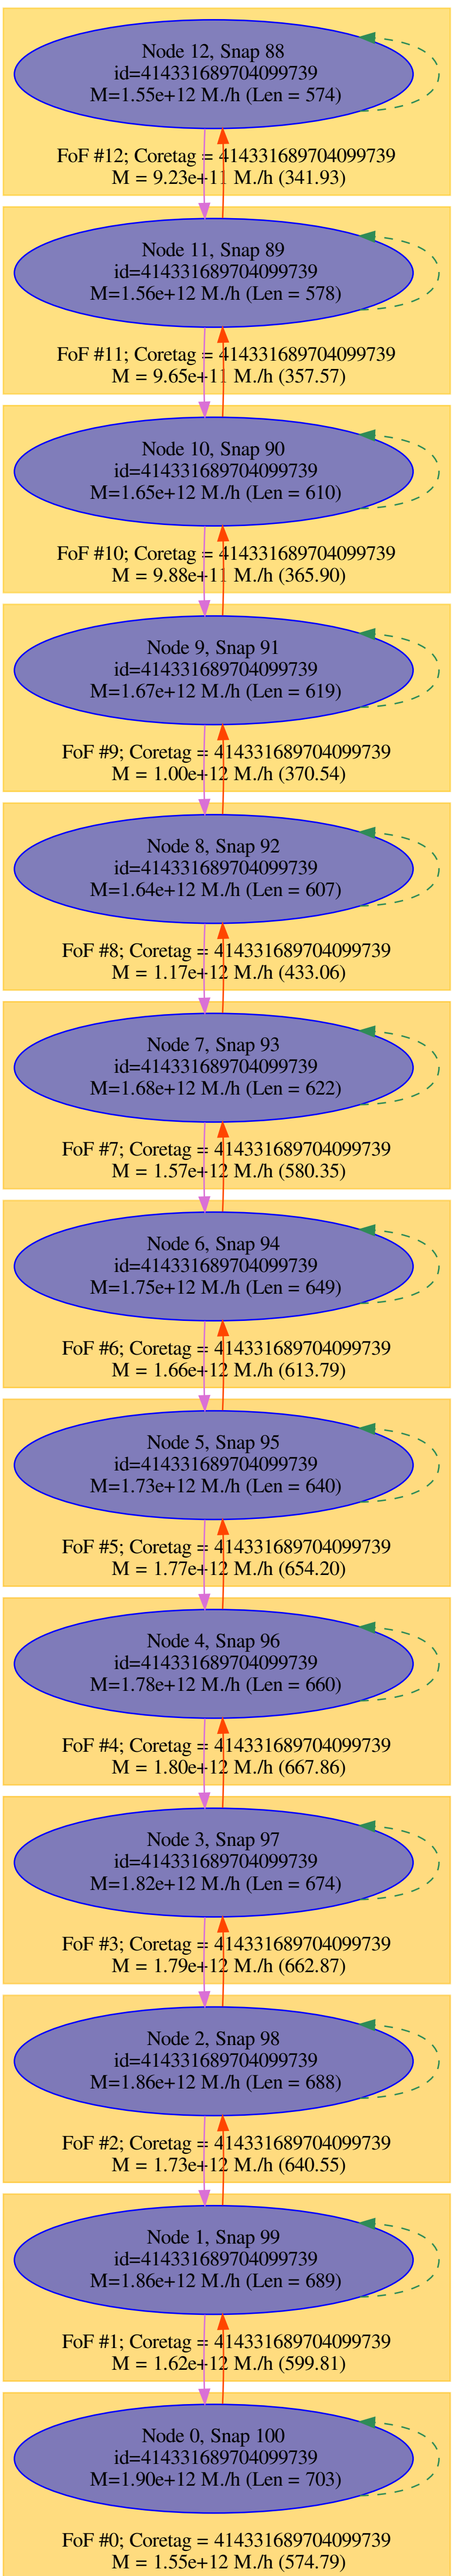 Node 12, Snap 88
id=414331689704099739
M=1.55e+12 M./h (Len = 574)
FoF #12; Coretag = 414331689704099739
M = 9.23e+11 M./h (341.93)
Node 11, Snap 89
id=414331689704099739
M=1.56e+12 M./h (Len = 578)
FoF #11; Coretag = 414331689704099739
M = 9.65e+11 M./h (357.57)
Node 10, Snap 90
id=414331689704099739
M=1.65e+12 M./h (Len = 610)
FoF #10; Coretag = 414331689704099739
M = 9.88e+11 M./h (365.90)
Node 9, Snap 91
id=414331689704099739
M=1.67e+12 M./h (Len = 619)
FoF #9; Coretag = 414331689704099739
M = 1.00e+12 M./h (370.54)
Node 8, Snap 92
id=414331689704099739
M=1.64e+12 M./h (Len = 607)
FoF #8; Coretag = 414331689704099739
M = 1.17e+12 M./h (433.06)
Node 7, Snap 93
id=414331689704099739
M=1.68e+12 M./h (Len = 622)
FoF #7; Coretag = 414331689704099739
M = 1.57e+12 M./h (580.35)
Node 6, Snap 94
id=414331689704099739
M=1.75e+12 M./h (Len = 649)
FoF #6; Coretag = 414331689704099739
M = 1.66e+12 M./h (613.79)
Node 5, Snap 95
id=414331689704099739
M=1.73e+12 M./h (Len = 640)
FoF #5; Coretag = 414331689704099739
M = 1.77e+12 M./h (654.20)
Node 4, Snap 96
id=414331689704099739
M=1.78e+12 M./h (Len = 660)
FoF #4; Coretag = 414331689704099739
M = 1.80e+12 M./h (667.86)
Node 3, Snap 97
id=414331689704099739
M=1.82e+12 M./h (Len = 674)
FoF #3; Coretag = 414331689704099739
M = 1.79e+12 M./h (662.87)
Node 2, Snap 98
id=414331689704099739
M=1.86e+12 M./h (Len = 688)
FoF #2; Coretag = 414331689704099739
M = 1.73e+12 M./h (640.55)
Node 1, Snap 99
id=414331689704099739
M=1.86e+12 M./h (Len = 689)
FoF #1; Coretag = 414331689704099739
M = 1.62e+12 M./h (599.81)
Node 0, Snap 100
id=414331689704099739
M=1.90e+12 M./h (Len = 703)
FoF #0; Coretag = 414331689704099739
M = 1.55e+12 M./h (574.79)